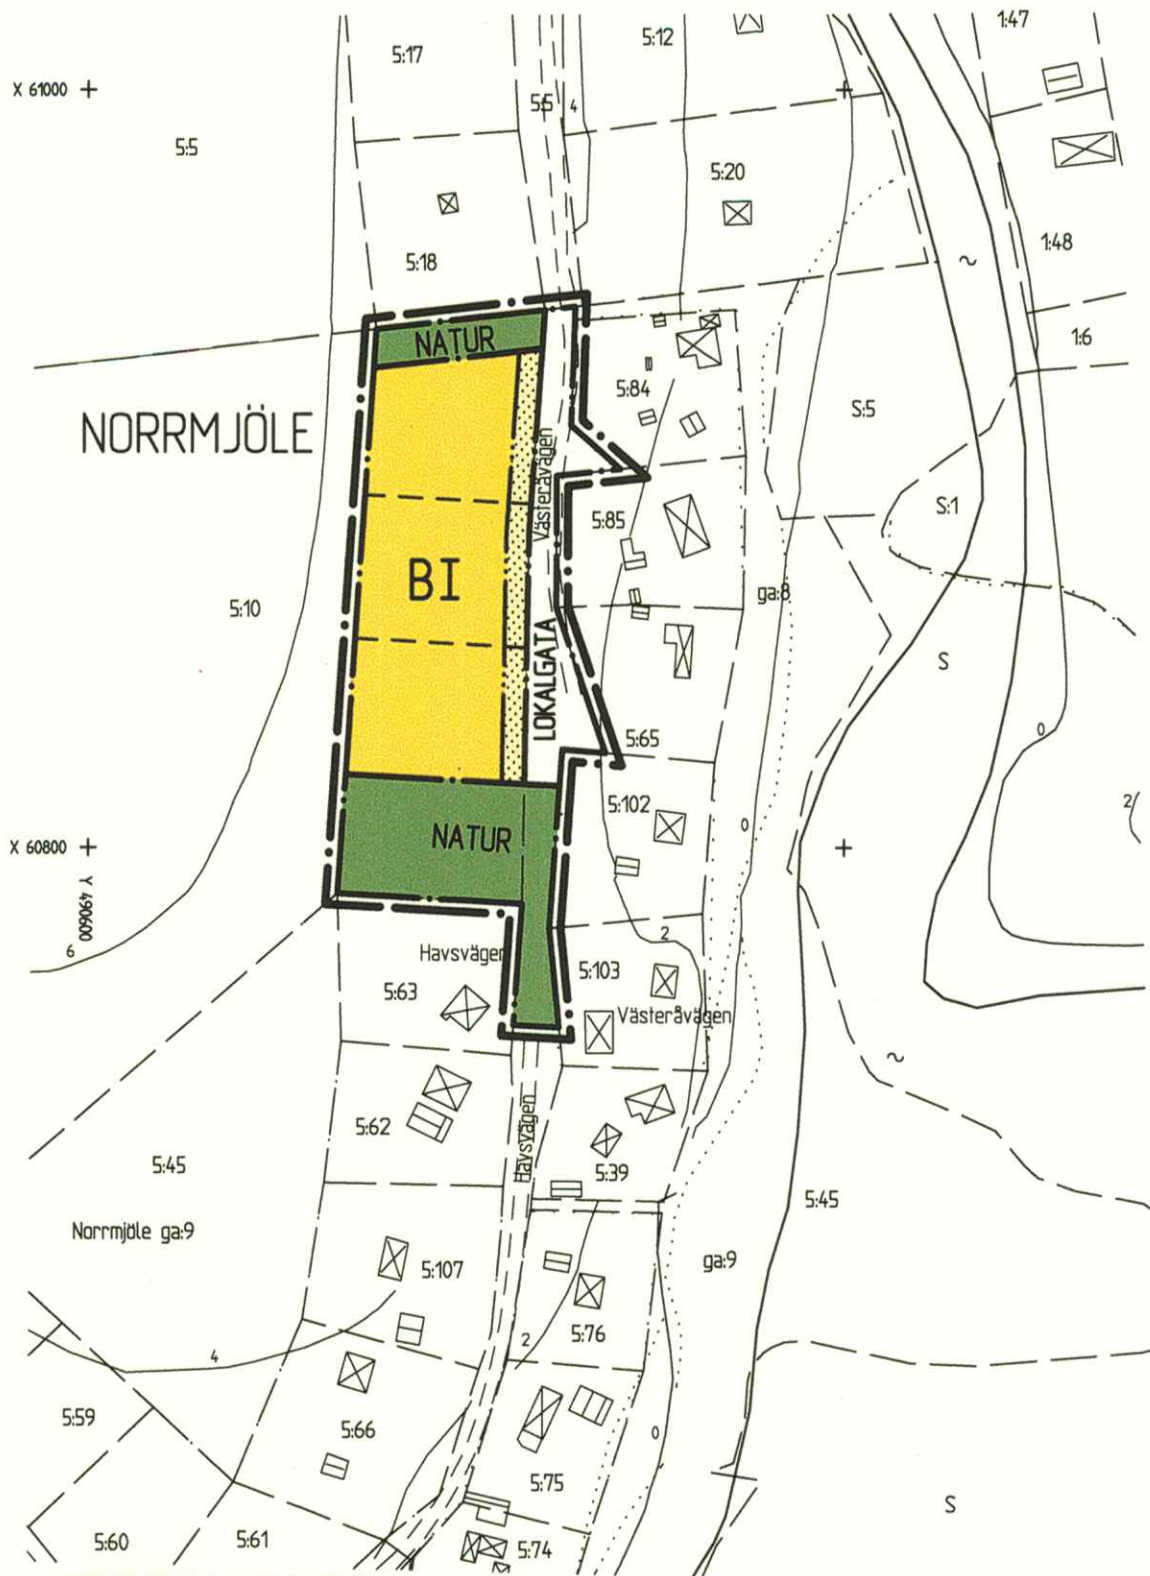 1:47
5:17
5:12
X 61000
5:5
4
5:5
5:20
5:18
1:48
NATUR
1:6
5:84
S:5
NORRMJÖLE
Västeråvägen
S:1
5:85
BI
ga:8
5:10
S
LOKALGATA
5:65
0
5:102
2
0
NATUR
X 60800
Y 490600
2
6
Havsvägen
5:103
5:63
Västeråvägen
Havsvägen
5:62
5:45
5:39
5:45
Norrmjöle ga:9
ga:9
5:107
5:76
2
4
5:59
5:66
0
5:75
S
5:60
5:61
5:74